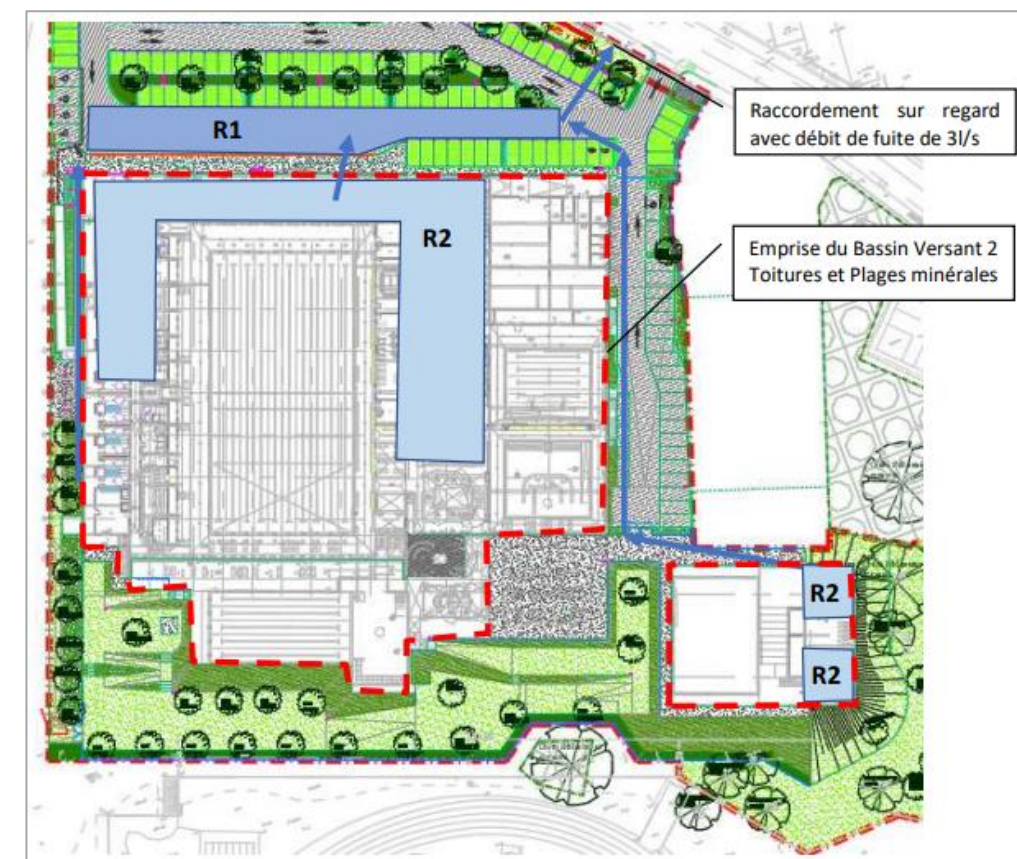 R1
Raccordement sur regard
avec débit de fuite de 3l/s
R2
Emprise du Bassin Versant 2
Toitures et Plages minérales
R2
R2